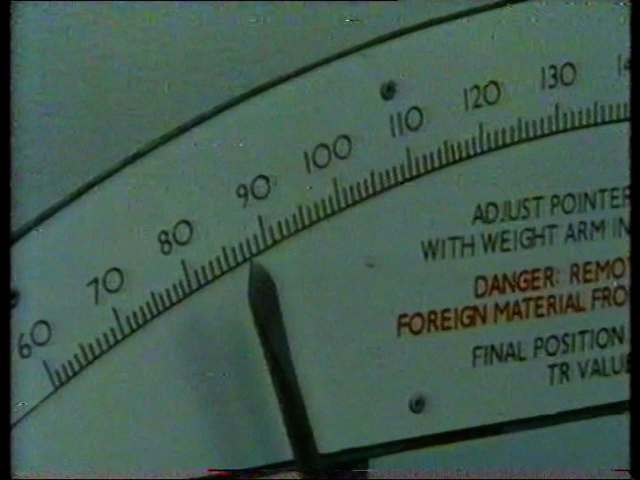 60 70 80 90 100 110 120 130
ADJUST POINTER
WITH WEIGHT ARM IN
DANGER: REMO
FOREIGN MATERIAL FRO
FINAL POSITION
TR VALU